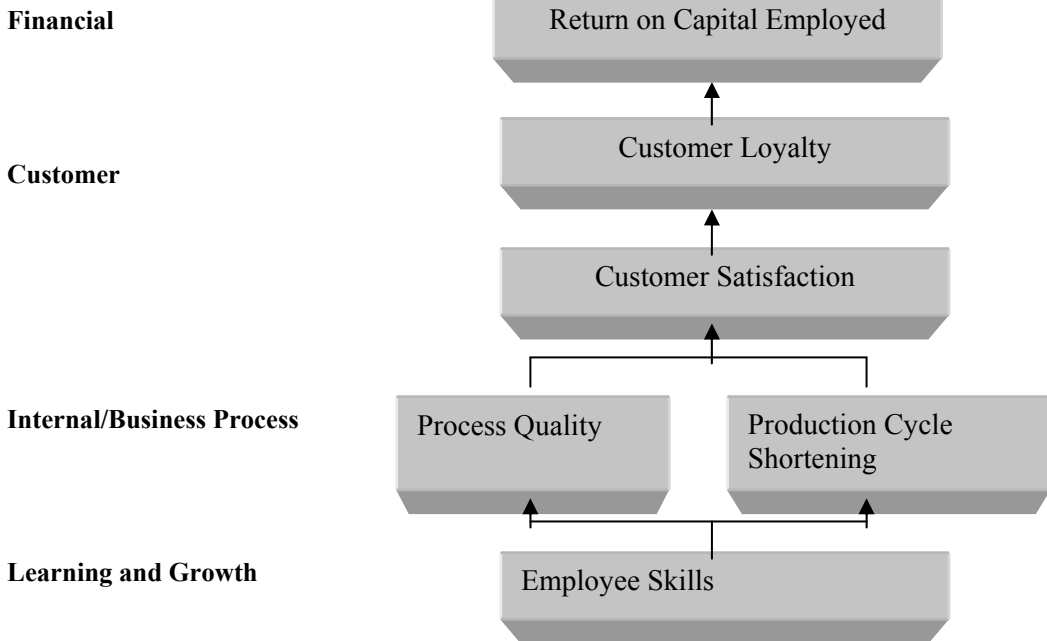 Financial
Return on Capital Employed
Customer Loyalty
Customer
Customer Satisfaction
Internal/Business Process
Process Quality
Production Cycle
Shortening
Learning and Growth
Employee Skills